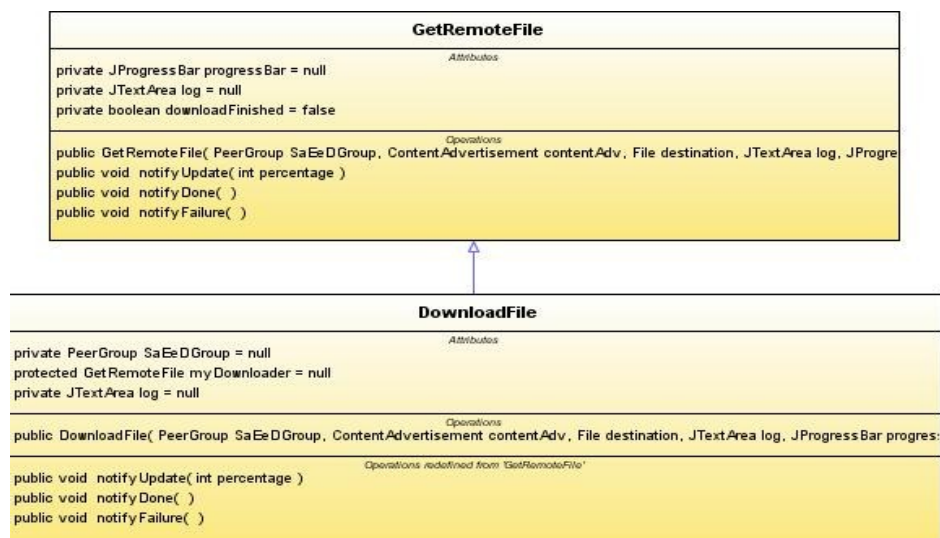 GetRemoteFile
Attributes
private JProgressBar progressBar = null
private JTextArea log = null
private boolean downloadFinished = false
Operations
public GetRemoteFile( PeerGroup SaEeDGroup, ContentAdvertisement contentAdv, File destination, JTextArea log, JProgre
public void notifyUpdate( int percentage )
public void notifyDone( )
public void notifyFailure( )
DownloadFile
Attributes
private PeerGroup SaEeDGroup = null
protected GetRemoteFile myDownloader = null
private JTextArea log = null
Operations
public DownloadFile( PeerGroup SaEeDGroup, ContentAdvertisement contentAdv, File destination, JTextArea log, JProgressBar progres
Operations redefined from 'GetRemoteFile'
public void notifyUpdate( int percentage )
public void notifyDone( )
public void notifyFailure( )